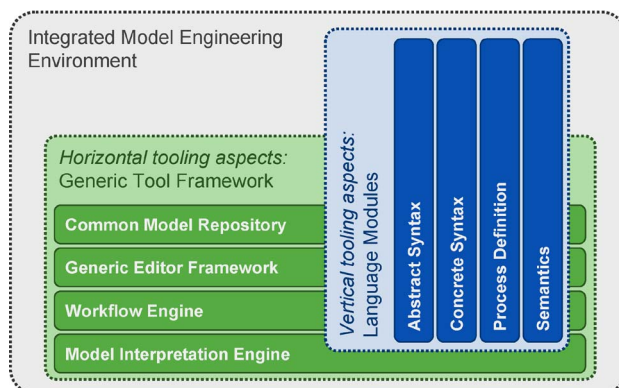 Integrated Model Engineering
Environment
Horizontal tooling aspects:
Generic Tool Framework
Common Model Repository
Generic Editor Framework
Workflow Engine
Model Interpretation Engine
Vertical tooling aspects:
Language Modules
Abstract Syntax
Concrete Syntax
Process Definition
Semantics